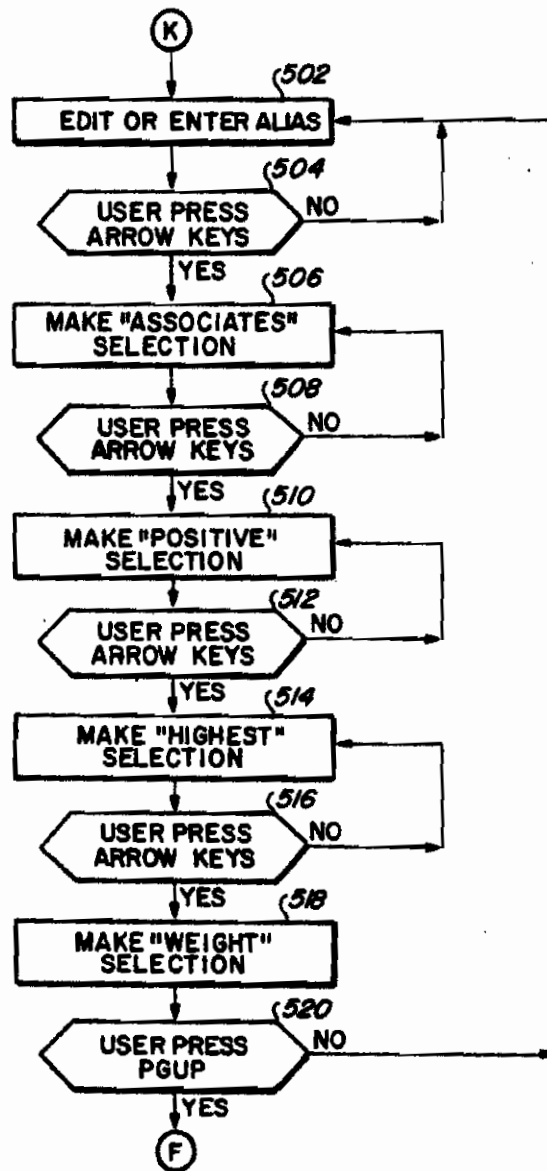 K
502
EDIT OR ENTER ALIAS
504
USER PRESS
ARROW KEYS
NO
YES
506
MAKE "ASSOCIATES"
SELECTION
508
USER PRESS
ARROW KEYS
NO
YES
510
MAKE "POSITIVE"
SELECTION
512
USER PRESS
ARROW KEYS
NO
YES
514
MAKE "HIGHEST"
SELECTION
516
USER PRESS
ARROW KEYS
NO
YES
518
MAKE "WEIGHT"
SELECTION
520
USER PRESS
PGUP
NO
YES
F